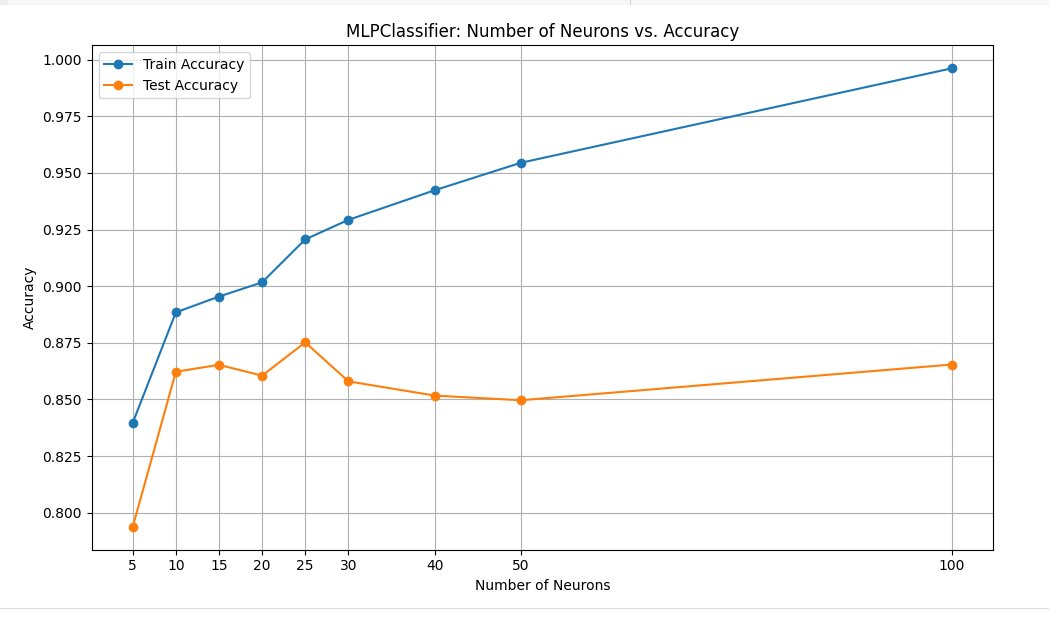 MLPClassifier: Number of Neurons vs. Accuracy
Train Accuracy
Test Accuracy
1.000
0.975
0.950
0.925
0.900
0.875
0.850
0.825
0.800
Accuracy
5 10 15 20 25 30 40 50 100
Number of Neurons